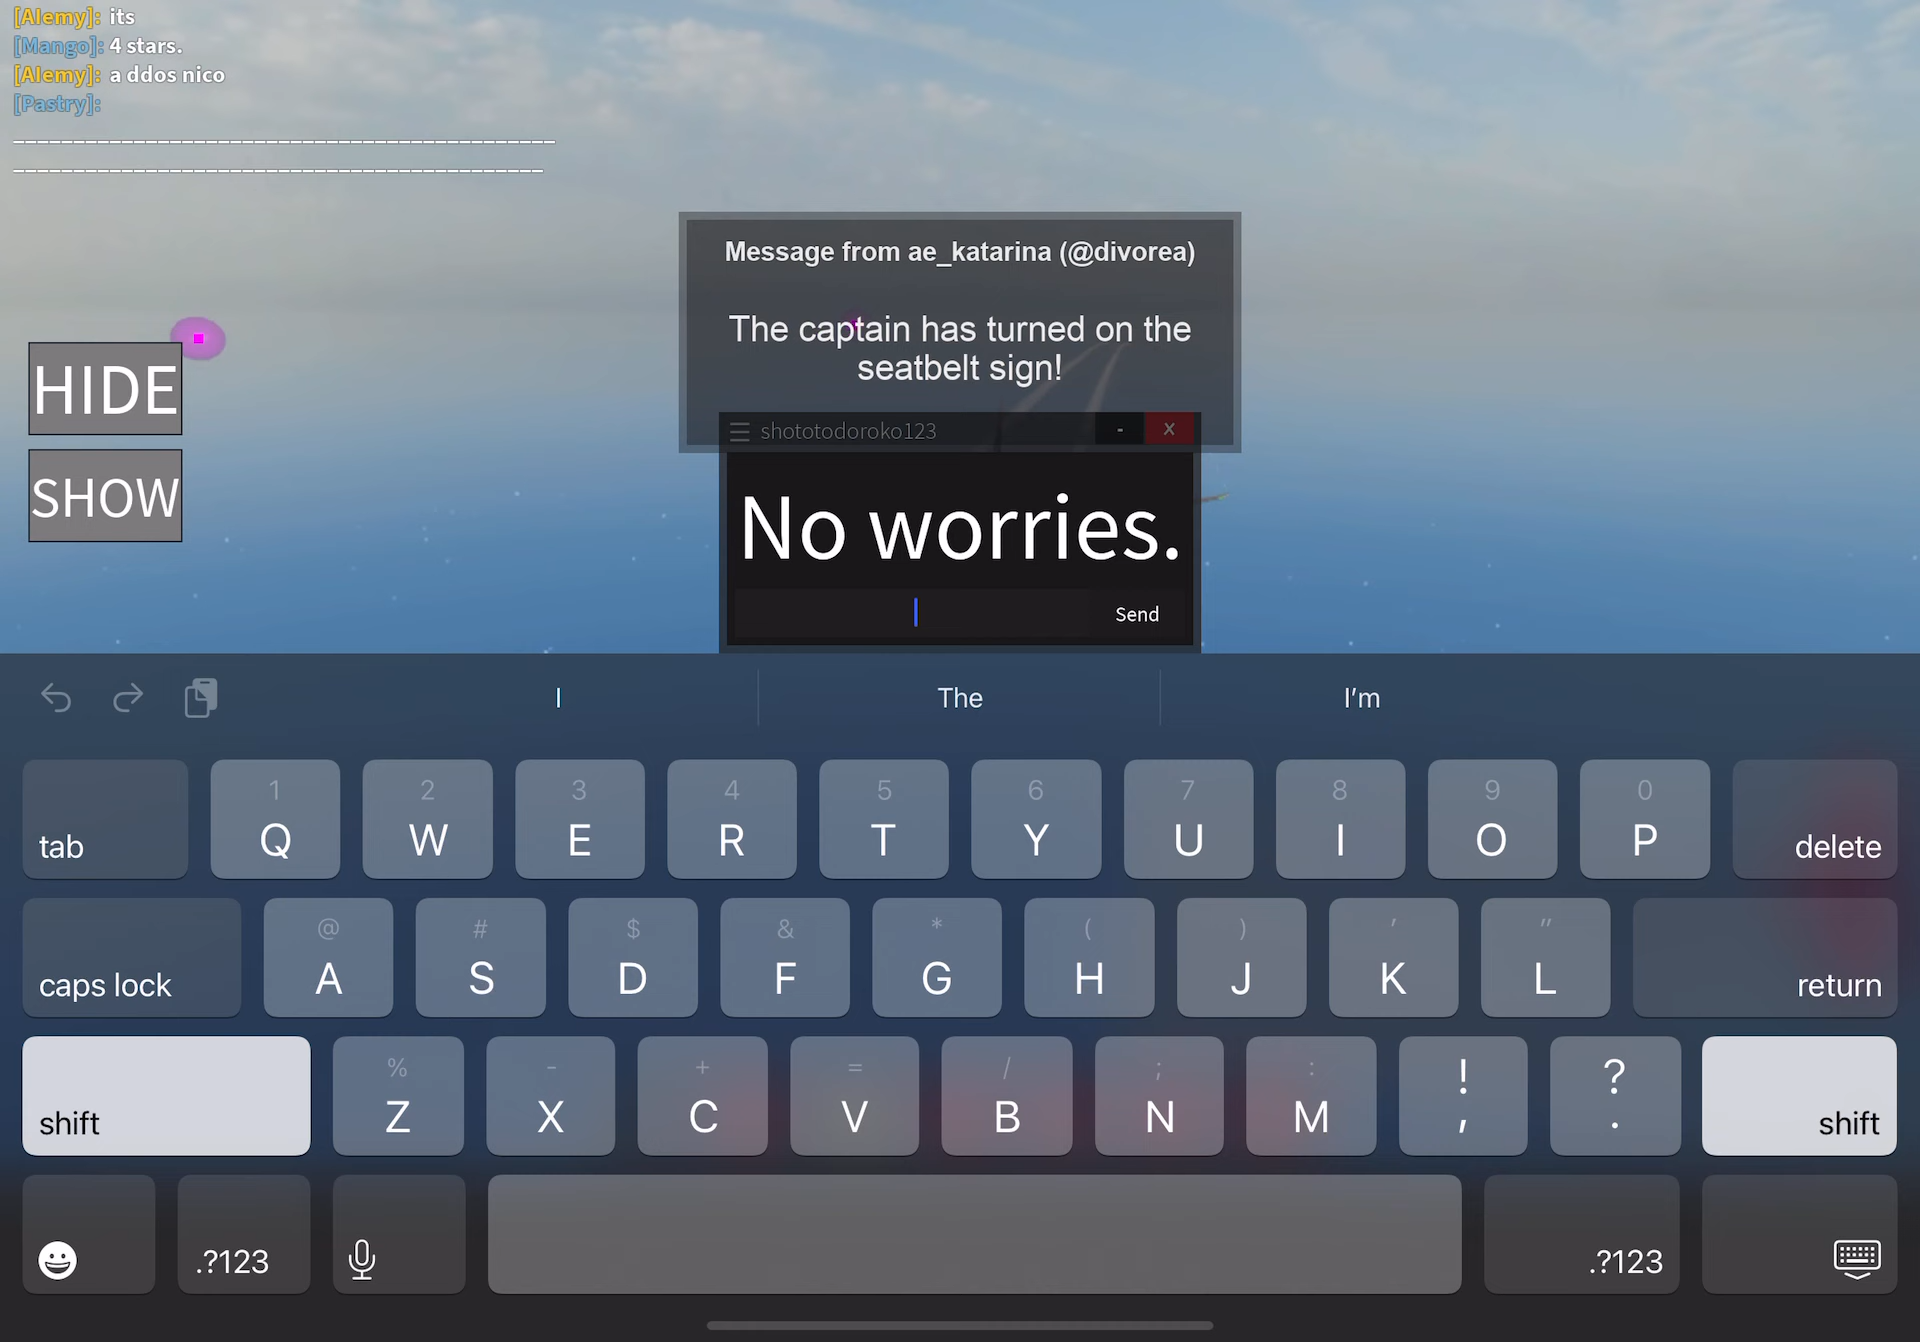 [Alemy]: its
[Mango]: 4 stars.
[Alemy]: a ddos nico
[Pastry]:
Message from ae_katarina (@divorea)
The captain has turned on the
seatbelt sign!
HIDE
SHOW
shototodoroko123 - X
No worries.
Send
I The I'm
1 2 3 4 5 6 7 8 9 0
tab Q W E R T Y U I O P delete
@ # $ & * ( ) ' "
caps lock A S D F G H J K L return
% - + = / ; : ! ?
shift Z X C V B N M , . shift
.?123 .?123